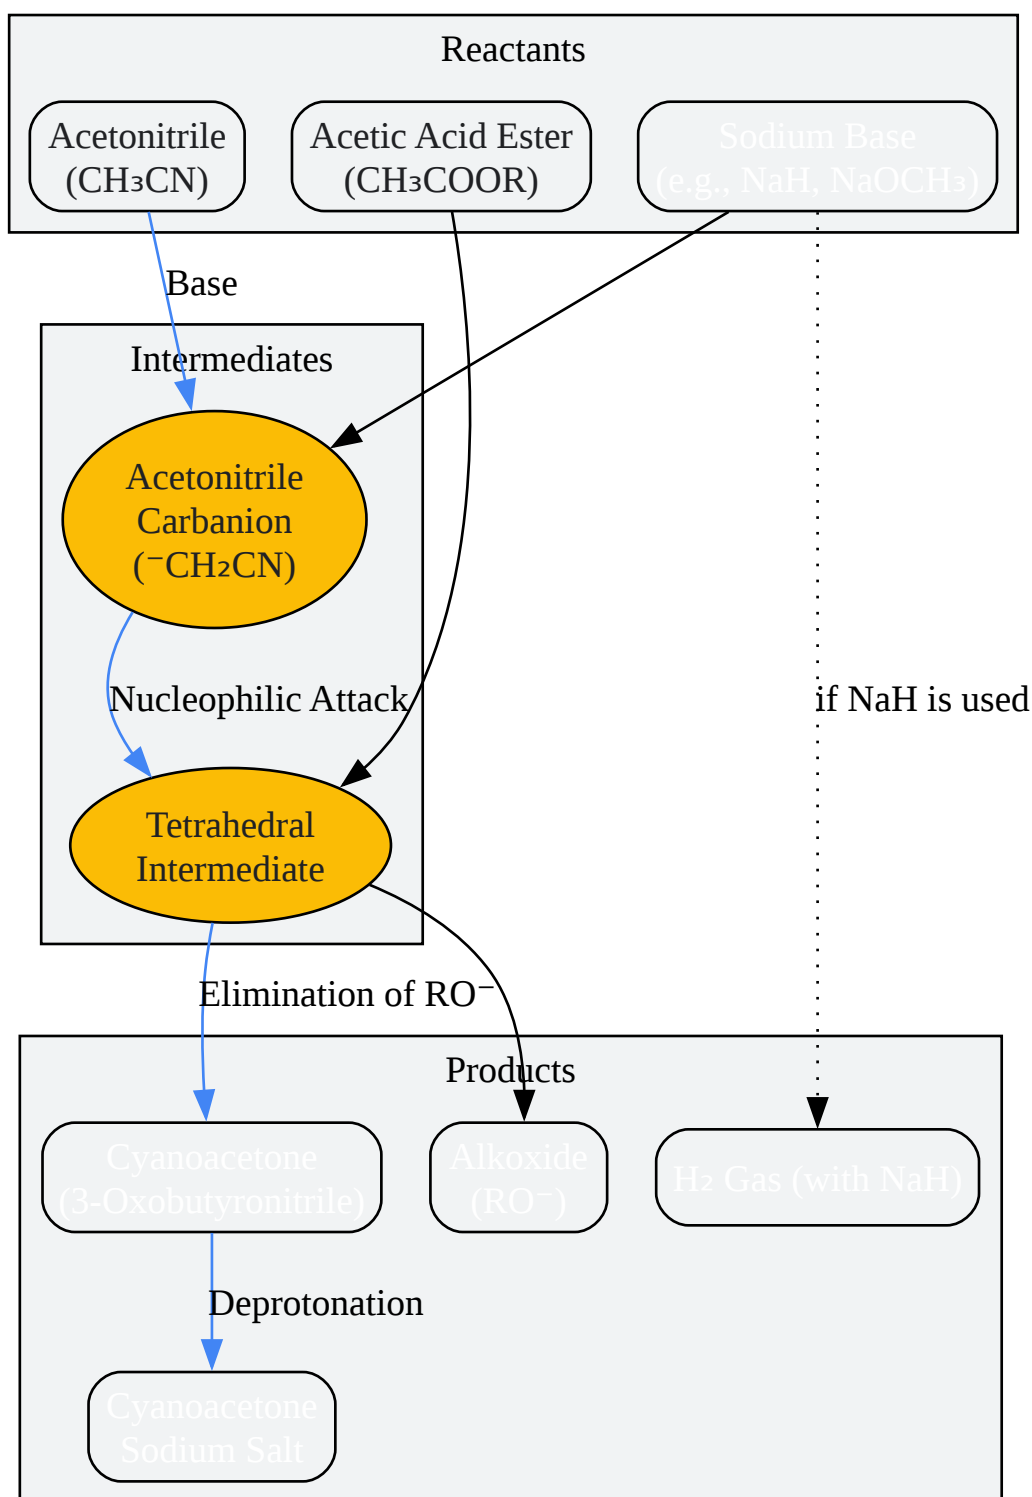 Reactants
Acetonitrile
(CH₃CN)
Acetic Acid Ester
(CH₃COOR)
Sodium Base
(e.g., NaH, NaOCH₃)
Base
Intermediates
Acetonitrile
Carbanion
(⁻CH₂CN)
Nucleophilic Attack
if NaH is used
Tetrahedral
Intermediate
Elimination of RO⁻
Products
Cyanoacetone
(3-Oxobutyronitrile)
Alkoxide
(RO⁻)
H₂ Gas (with NaH)
Deprotonation
Cyanoacetone
Sodium Salt